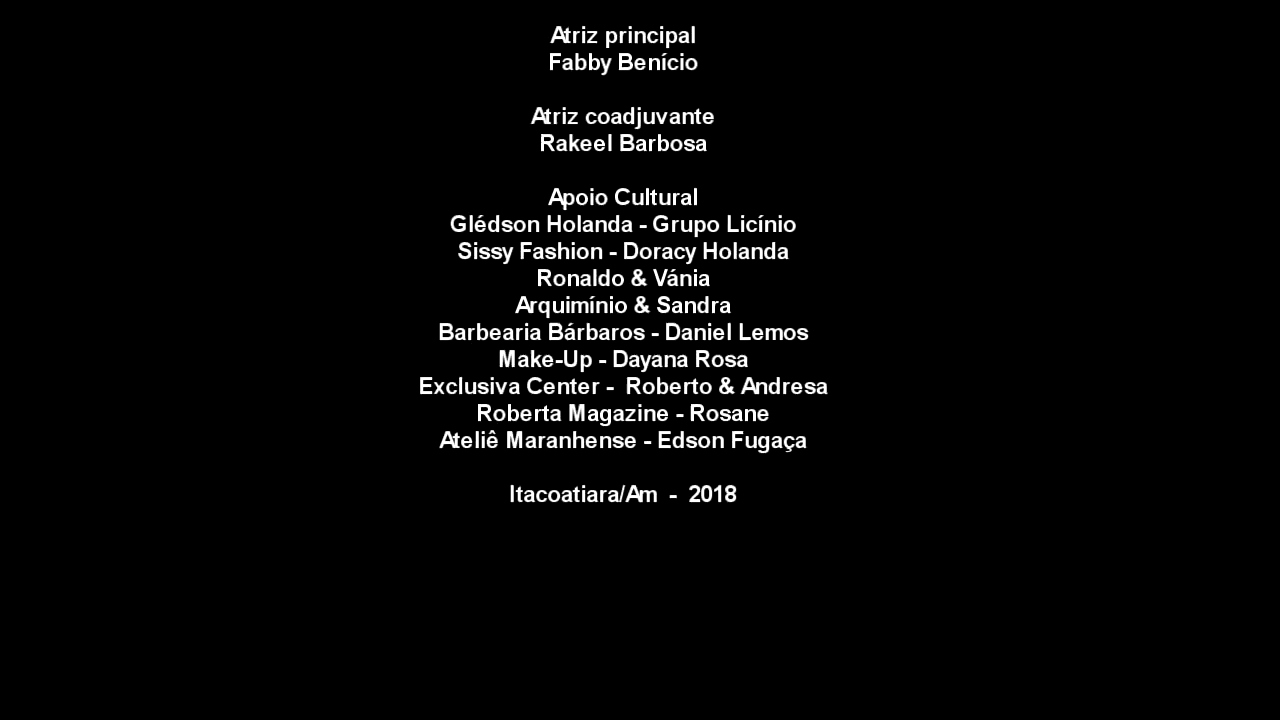 Atriz principal
Fabby Benício
Atriz coadjuvante
Rakeel Barbosa
Apoio Cultural
Glédson Holanda - Grupo Licínio
Sissy Fashion - Doracy Holanda
Ronaldo & Vánia
Arquimínio & Sandra
Barbearia Bárbaros - Daniel Lemos
Make-Up - Dayana Rosa
Exclusiva Center -  Roberto & Andresa
Roberta Magazine - Rosane
Ateliê Maranhense - Edson Fugaça
Itacoatiara/Am  -  2018